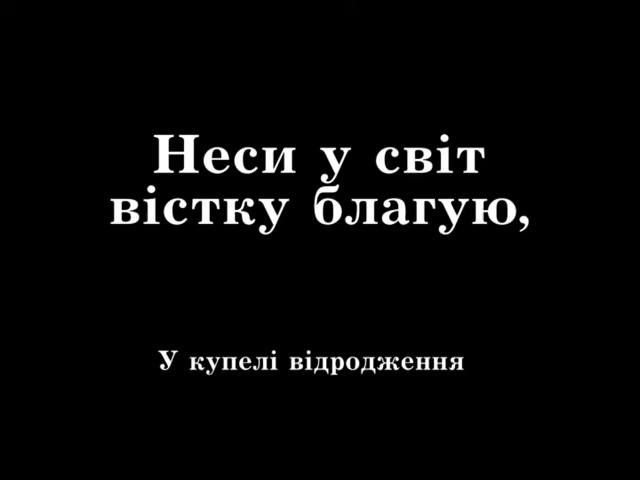 Неси у світ
вістку благую,
У купелі відродження